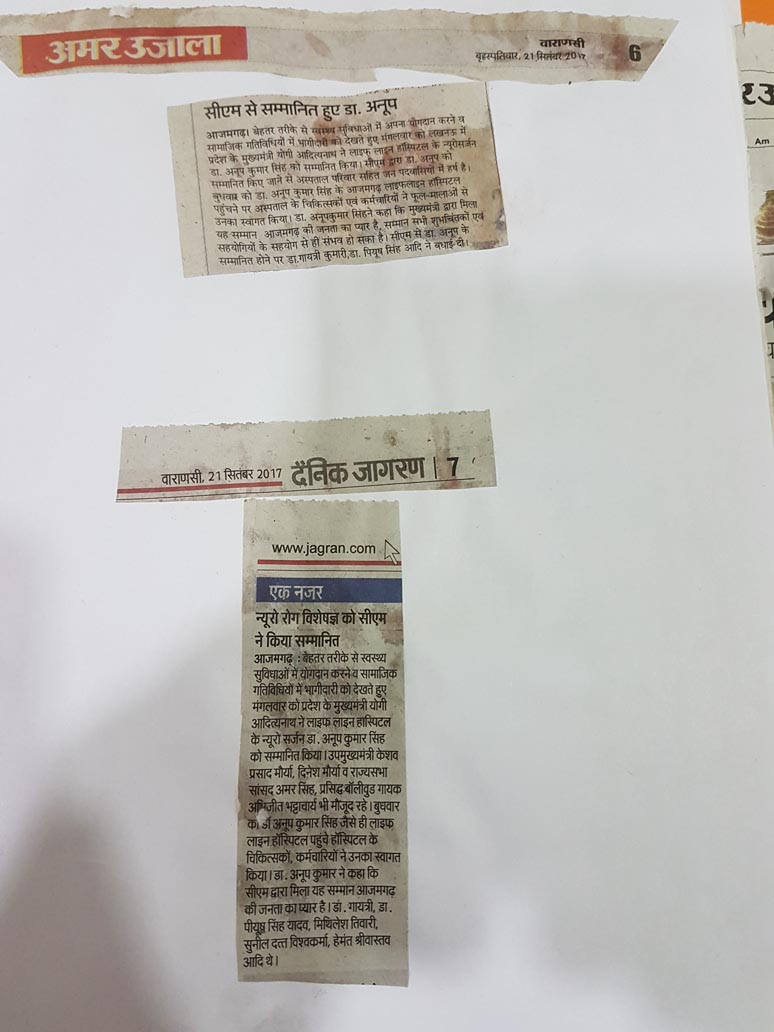 अमर उजाला
वाराणसी
बृहस्पतिवार, 21 सितंबर 2017
6
सीएम से सम्मानित हुए डा. अनूप
आजमगढ़। बेहतर तरीके से स्वस्थ्य सुविधाओं में अपना योगदान करने व
सामाजिक गतिविधियों में भागीदारी को देखते हुए मंगलवार को लखनऊ में
प्रदेश के मुख्यमंत्री योगी आदित्यनाथ ने लाइफ लाइन हॉस्पिटल के न्यूरोसर्जन
डा. अनूप कुमार सिंह को सम्मानित किया। सीएम द्वारा डा. अनूप को
सम्मानित किए जाने से अस्पताल परिवार सहित जन पदवासियों में हर्ष है।
बुधवार को डा. अनूप कुमार सिंह के आजमगढ़ लाइफलाइन हॉस्पिटल
पहुंचने पर अस्पताल के चिकित्सकों एवं कर्मचारियों ने फूल-मालाओं से
उनका स्वागत किया। डा. अनूपकुमार सिंहने कहा कि मुख्यमंत्री द्वारा मिला
यह सम्मान आजमगढ़ की जनता का प्यार है, सम्मान सभी शुभचिंतकों एवं
सहयोगियों के सहयोग से ही संभव हो सका है। सीएम से डा. अनूप के
सम्मानित होने पर डा.गायत्री कुमारी,डा. पियूष सिंह आदि ने बधाई दी।
Am
वाराणसी, 21 सितंबर 2017 दैनिक जागरण | 7
www.jagran.com
एक नजर
न्यूरो रोग विशेषज्ञ को सीएम
ने किया सम्मानित
आजमगढ़ : बेहतर तरीके से स्वस्थ्य
सुविधाओं में योगदान करने व सामाजिक
गतिविधियों में भागीदारी को देखते हुए
मंगलवार को प्रदेश के मुख्यमंत्री योगी
आदित्यनाथ ने लाइफ लाइन हास्पिटल
के न्यूरो सर्जन डा. अनूप कुमार सिंह
को सम्मानित किया। उपमुख्यमंत्री केशव
प्रसाद मौर्या, दिनेश मौर्या व राज्यसभा
सांसद अमर सिंह, प्रसिद्ध बॉलीवुड गायक
अभिजीत भट्टाचार्य भी मौजूद रहे। बुधवार
को डॉ अनूप कुमार सिंह जैसे ही लाइफ
लाइन हॉस्पिटल पहुंचे हॉस्पिटल के
चिकित्सकों, कर्मचारियों ने उनका स्वागत
किया। डा. अनूप कुमार ने कहा कि
सीएम द्वारा मिला यह सम्मान आजमगढ़
की जनता का प्यार है। डा. गायत्री, डा.
पीयूष सिंह यादव, मिथिलेश तिवारी,
सुनील दत्त विश्वकर्मा, हेमंत श्रीवास्तव
आदि थे।